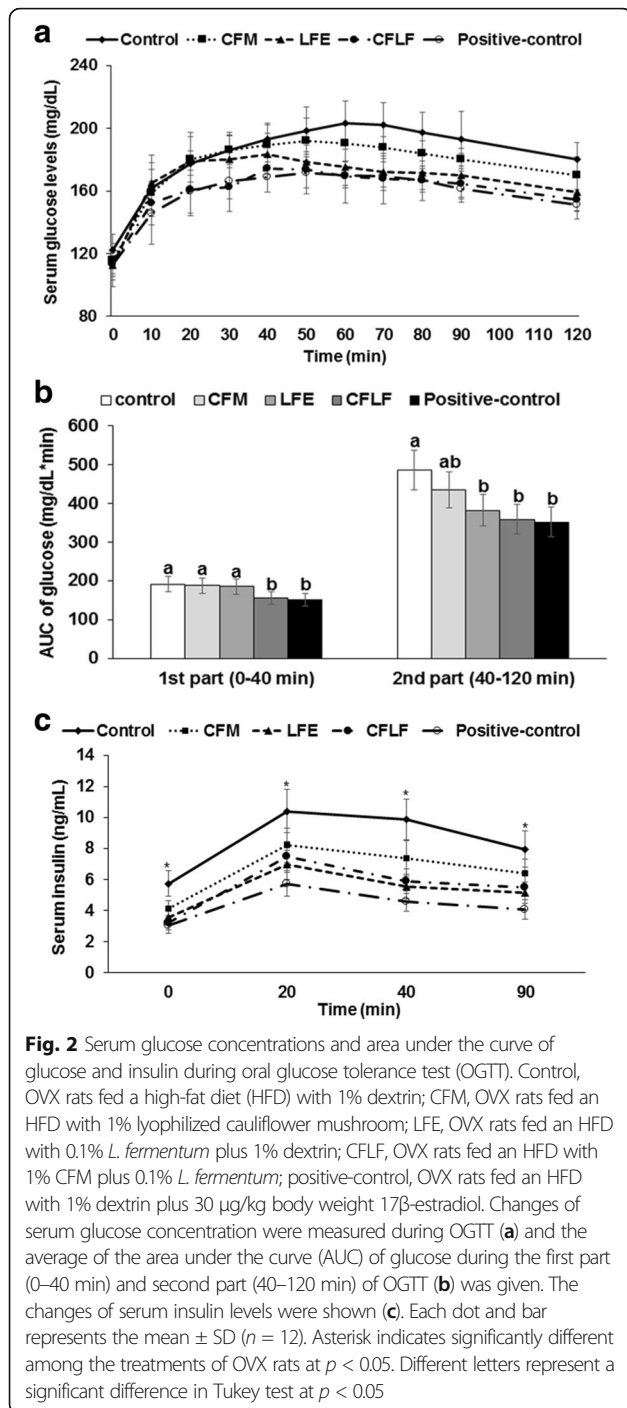 a
Control CFM LFE CFLF Positive-control
240
200
160
120
80
Serum glucose levels (mg/dL)
0 10 20 30 40 50 60 70 80 90 100 110 120
Time (min)
b
control CFM LFE CFLF Positive-control
600
500
400
300
200
100
0
AUC of glucose (mg/dL*min)
a a a b b
a ab b b b
1st part (0-40 min) 2nd part (40-120 min)
c
Control CFM LFE CFLF Positive-control
14
12
10
8
6
4
2
0
Serum insulin (ng/mL)
* * * *
0 20 40 90
Time (min)
Fig. 2 Serum glucose concentrations and area under the curve of
glucose and insulin during oral glucose tolerance test (OGTT). Control,
OVX rats fed a high-fat diet (HFD) with 1% dextrin; CFM, OVX rats fed an
HFD with 1% lyophilized cauliflower mushroom; LFE, OVX rats fed an HFD
with 0.1% L. fermentum plus 1% dextrin; CFLF, OVX rats fed an HFD with
1% CFM plus 0.1% L. fermentum; positive-control, OVX rats fed an HFD
with 1% dextrin plus 30 μg/kg body weight 17β-estradiol. Changes of
serum glucose concentration were measured during OGTT (a) and the
average of the area under the curve (AUC) of glucose during the first part
(0–40 min) and second part (40–120 min) of OGTT (b) was given. The
changes of serum insulin levels were shown (c). Each dot and bar
represents the mean ± SD (n = 12). Asterisk indicates significantly different
among the treatments of OVX rats at p < 0.05. Different letters represent a
significant difference in Tukey test at p < 0.05